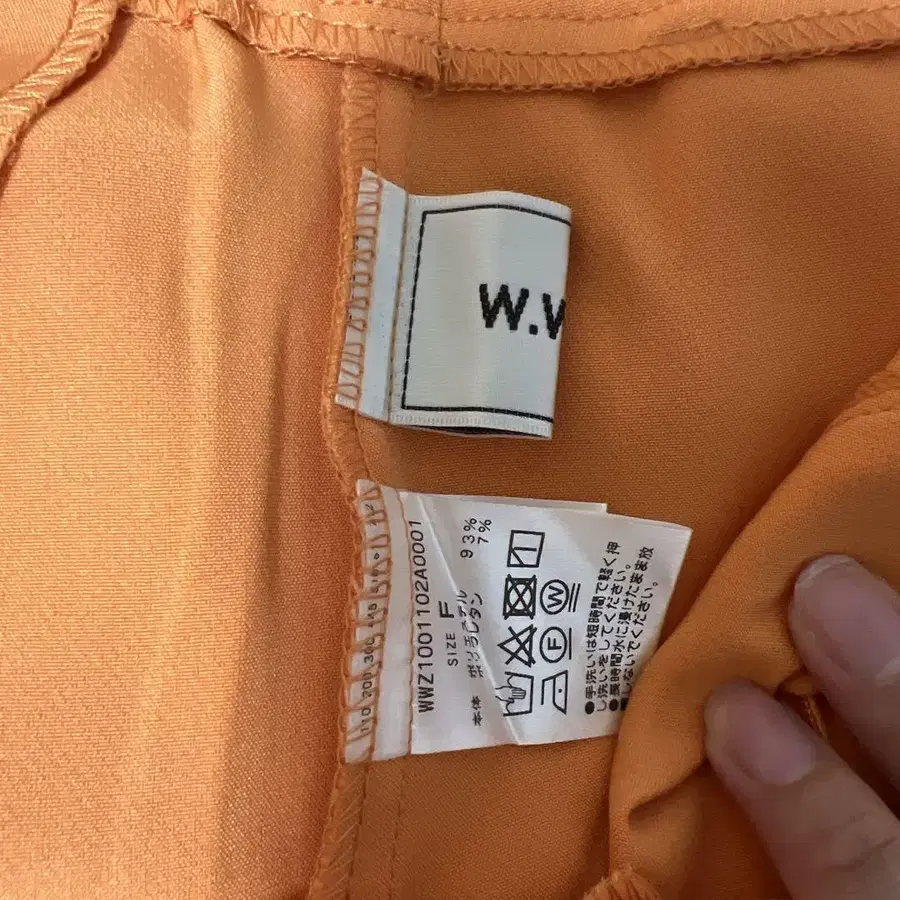 W.W
WWZ1001102A0001
SIZE F
本体 ポリエステル 93%
ポリウレタン 7%
W
F
●手洗いは短時間で軽く押
し洗いをしてください。
●長時間水に浸けたまま放
しないでください。